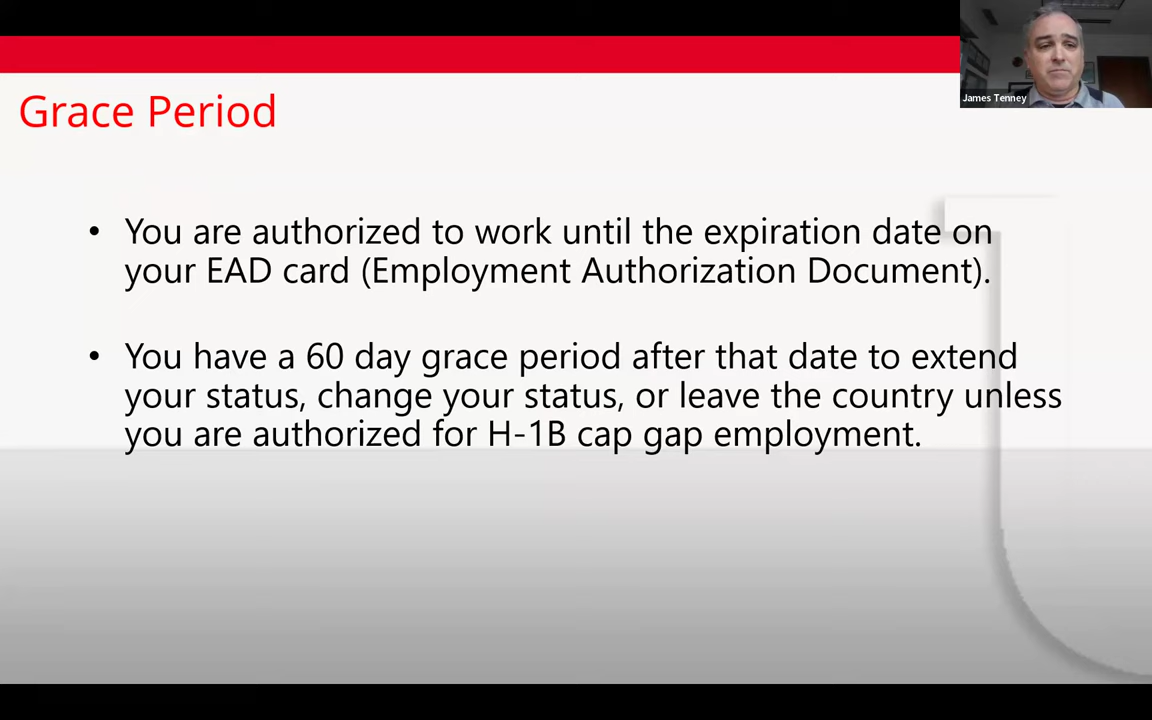 Grace Period
James Tenney
• You are authorized to work until the expiration date on
your EAD card (Employment Authorization Document).
• You have a 60 day grace period after that date to extend
your status, change your status, or leave the country unless
you are authorized for H-1B cap gap employment.